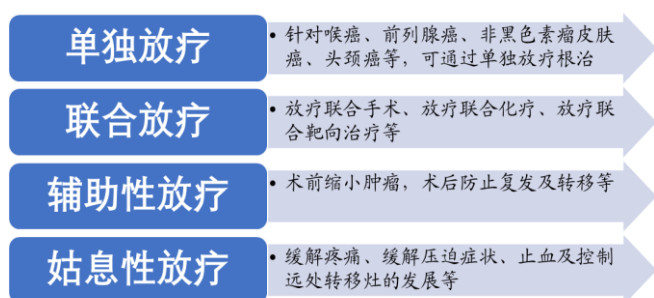 单独放疗
• 针对喉癌、前列腺癌、非黑色素瘤皮肤
癌、头颈癌等，可通过单独放疗根治
联合放疗
• 放疗联合手术、放疗联合化疗、放疗联
合靶向治疗等
辅助性放疗
• 术前缩小肿瘤，术后防止复发及转移等
姑息性放疗
• 缓解疼痛、缓解压迫症状、止血及控制
远处转移灶的发展等